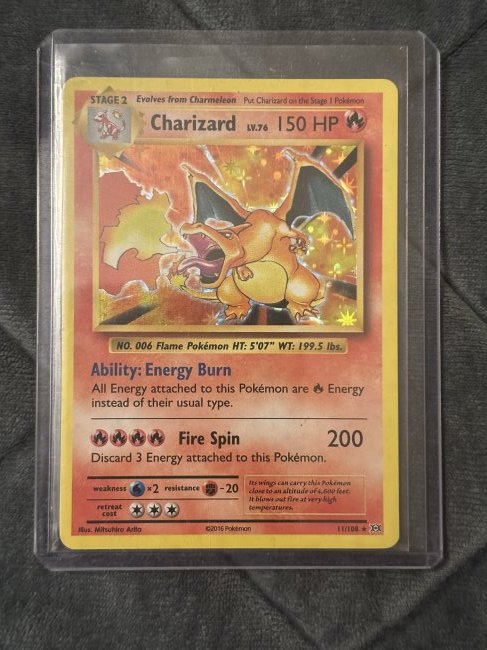 STAGE 2 Evolves from Charmeleon Put Charizard on the Stage 1 Pokémon
Charizard LV.76 150 HP
NO. 006 Flame Pokémon HT: 5'07" WT: 199.5 lbs.
Ability: Energy Burn
All Energy attached to this Pokémon are Energy
instead of their usual type.
Fire Spin 200
Discard 3 Energy attached to this Pokémon.
weakness ×2 resistance -20
retreat
cost
Its wings can carry this Pokémon
close to an altitude of 4,600 feet.
It blows out fire at very high
temperatures.
Illus. Mitsuhiro Arita ©2016 Pokémon 11/108 ★